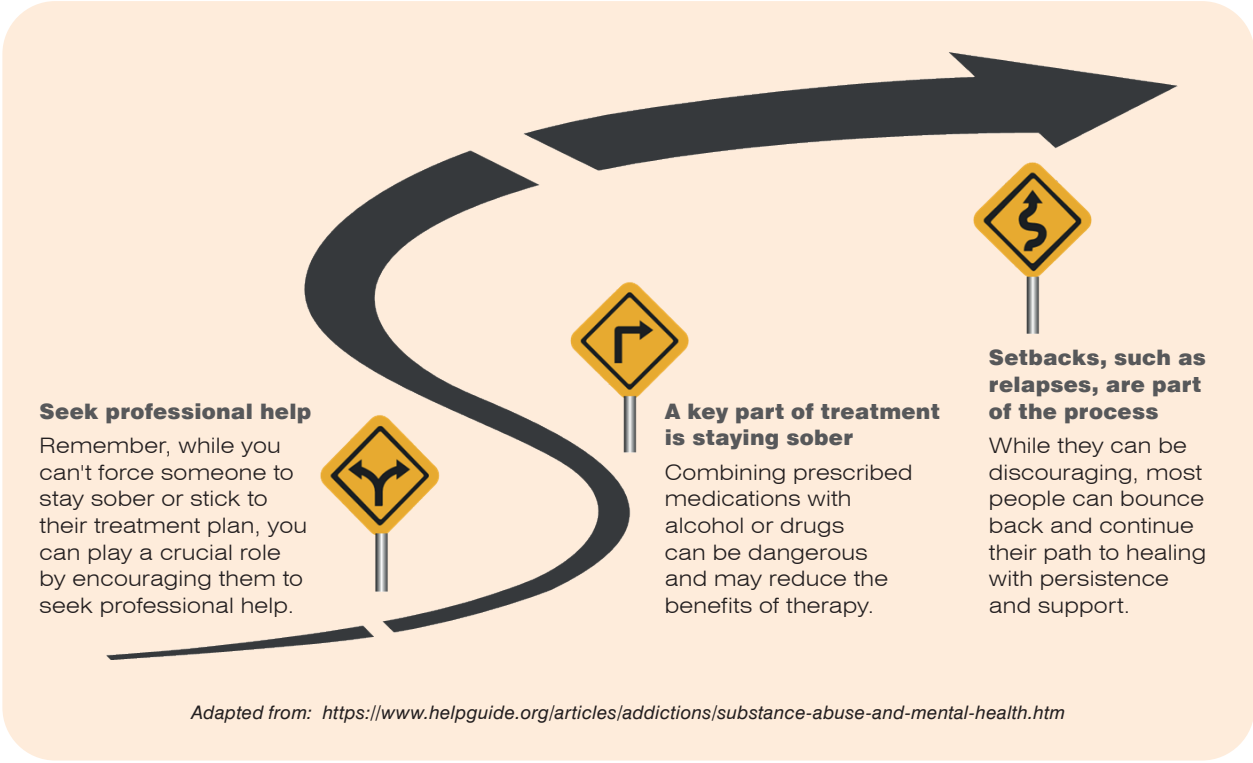 Seek professional help
Remember, while you
can't force someone to
stay sober or stick to
their treatment plan, you
can play a crucial role
by encouraging them to
seek professional help.
A key part of treatment
is staying sober
Combining prescribed
medications with
alcohol or drugs
can be dangerous
and may reduce the
benefits of therapy.
Setbacks, such as
relapses, are part
of the process
While they can be
discouraging, most
people can bounce
back and continue
their path to healing
with persistence
and support.
Adapted from: https://www.helpguide.org/articles/addictions/substance-abuse-and-mental-health.htm